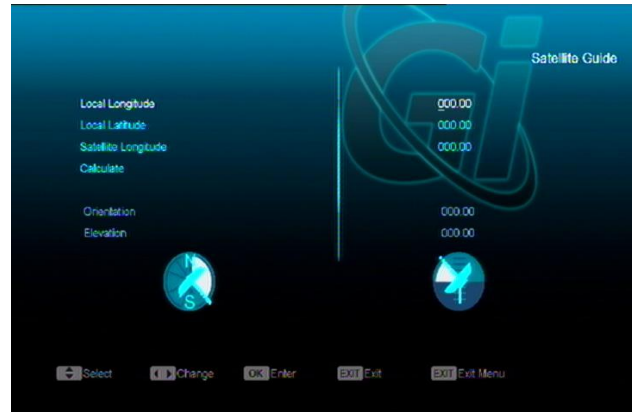 Satellite Guide
Local Longitude 000.00
Local Latitude 000.00
Satellite Longitude 000.00
Calculate
Orientation 000.00
Elevation 000.00
N
S
Select Change OK Enter EXIT Exit EXIT Exit Menu